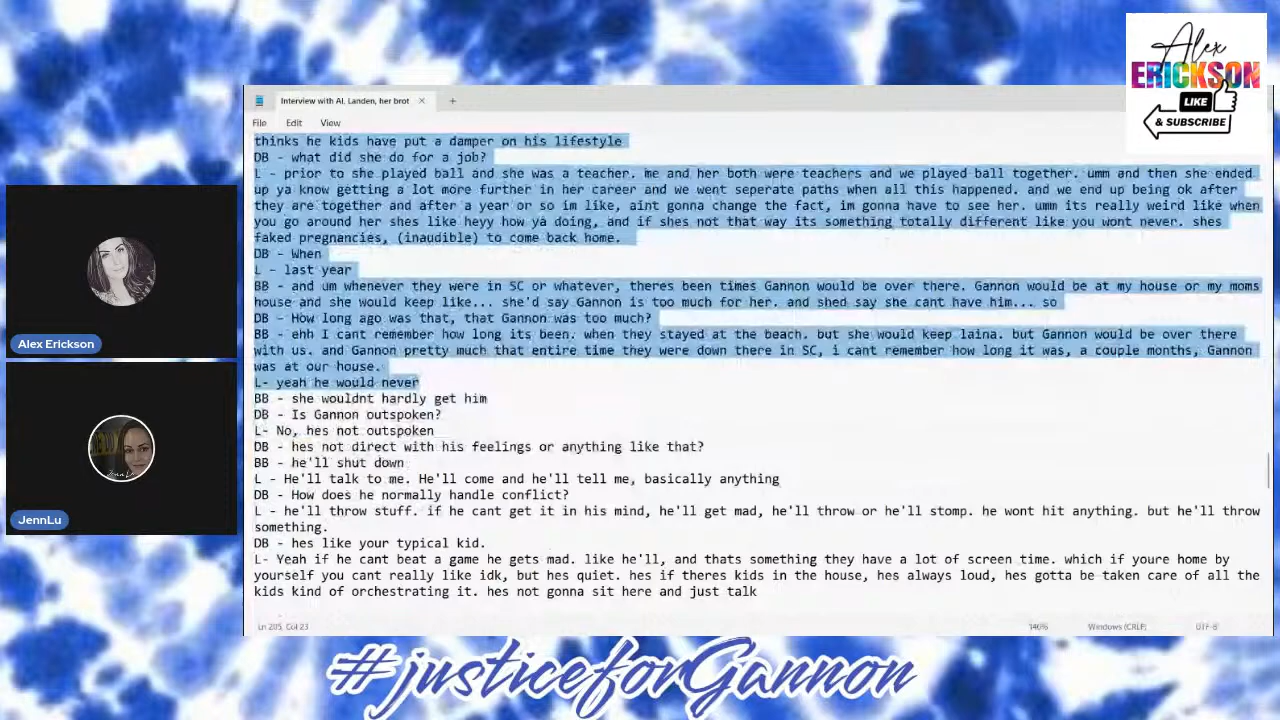 Alex
ERICKSON
LIKE
& SUBSCRIBE
Interview with Al, Landen, her brot
File Edit View
thinks he kids have put a damper on his lifestyle
DB - what did she do for a job?
L - prior to she played ball and she was a teacher. me and her both were teachers and we played ball together. umm and then she ended
up ya know getting a lot more further in her career and we went seperate paths when all this happened. and we end up being ok after
they are together and after a year or so im like, aint gonna change the fact, im gonna have to see her. umm its really weird like when
you go around her shes like heyy how ya doing, and if shes not that way its something totally different like you wont never. shes
faked pregnancies, (inaudible) to come back home.
DB - When
L - last year
BB - and um whenever they were in SC or whatever, theres been times Gannon would be over there. Gannon would be at my house or my moms
house and she would keep like... she'd say Gannon is too much for her. and shed say she cant have him... so
DB - How long ago was that, that Gannon was too much?
BB - ehh I cant remember how long its been. when they stayed at the beach. but she would keep laina. but Gannon would be over there
with us. and Gannon pretty much that entire time they were down there in SC, i cant remember how long it was, a couple months, Gannon
was at our house.
L- yeah he would never
BB - she wouldnt hardly get him
DB - Is Gannon outspoken?
L- No, hes not outspoken
DB - hes not direct with his feelings or anything like that?
BB - he'll shut down
L - He'll talk to me. He'll come and he'll tell me, basically anything
DB - How does he normally handle conflict?
L - he'll throw stuff. if he cant get it in his mind, he'll get mad, he'll throw or he'll stomp. he wont hit anything. but he'll throw
something.
DB - hes like your typical kid.
L- Yeah if he cant beat a game he gets mad. like he'll, and thats something they have a lot of screen time. which if youre home by
yourself you cant really like idk, but hes quiet. hes if theres kids in the house, hes always loud, hes gotta be taken care of all the
kids kind of orchestrating it. hes not gonna sit here and just talk
Ln 205, Col 23 140% Windows (CRLF) UTF-8
Alex Erickson
JennLu
#justiceforGannon